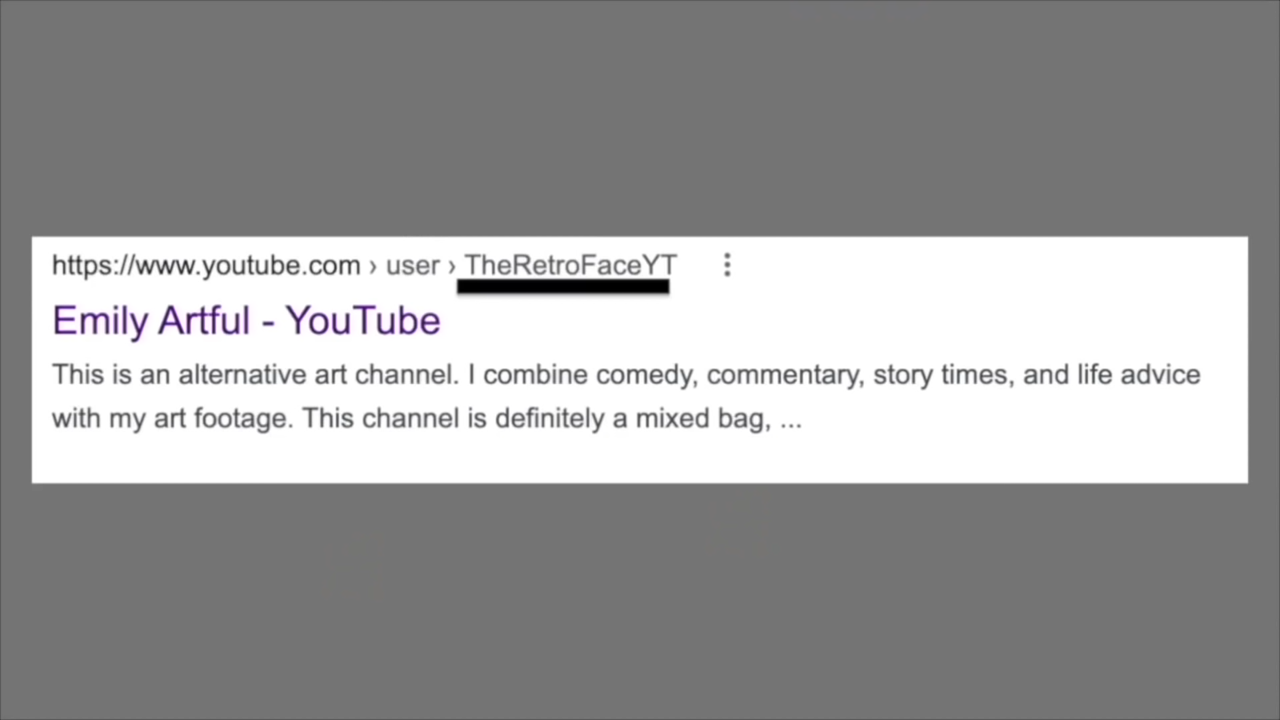 https://www.youtube.com › user › TheRetroFaceYT
Emily Artful - YouTube
This is an alternative art channel. I combine comedy, commentary, story times, and life advice
with my art footage. This channel is definitely a mixed bag, ...